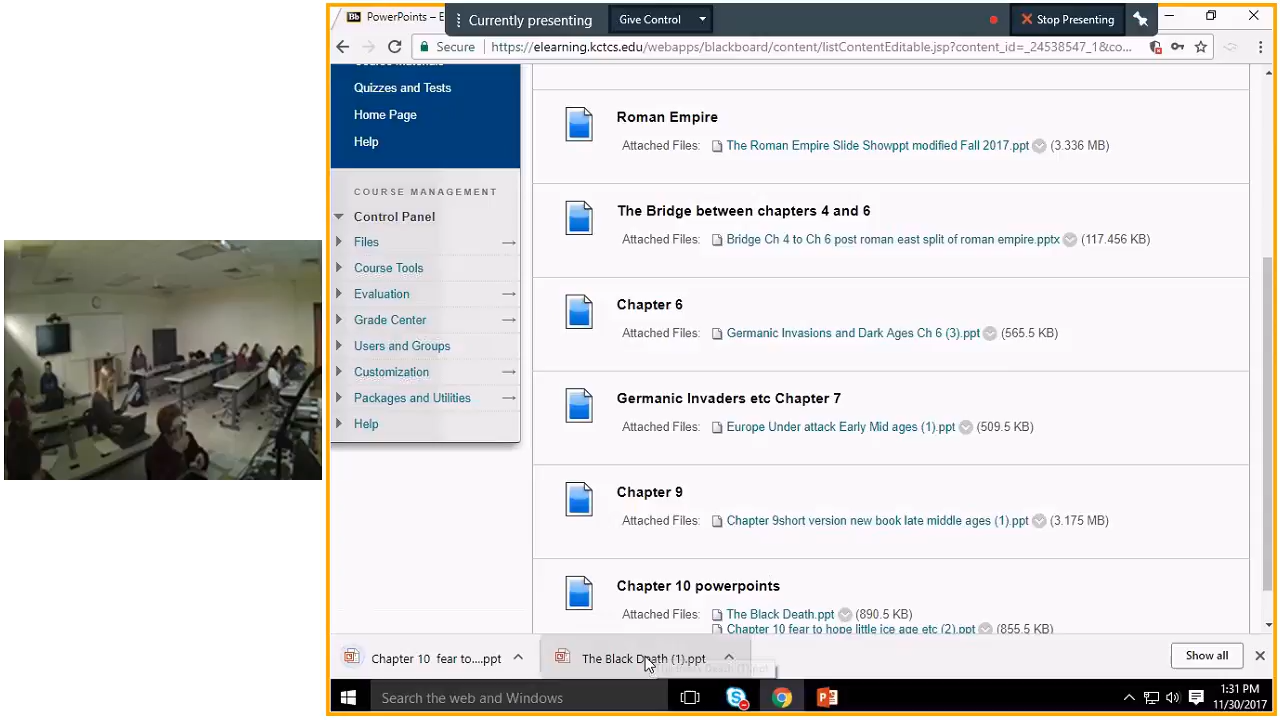 PowerPoints – E
Currently presenting
Give Control
Stop Presenting
Secure
https://elearning.kctcs.edu/webapps/blackboard/content/listContentEditable.jsp?content_id=_24538547_1&co...
Quizzes and Tests
Home Page
Help
COURSE MANAGEMENT
Control Panel
Files
Course Tools
Evaluation
Grade Center
Users and Groups
Customization
Packages and Utilities
Help
Roman Empire
Attached Files: The Roman Empire Slide Showppt modified Fall 2017.ppt (3.336 MB)
The Bridge between chapters 4 and 6
Attached Files: Bridge Ch 4 to Ch 6 post roman east split of roman empire.pptx (117.456 KB)
Chapter 6
Attached Files: Germanic Invasions and Dark Ages Ch 6 (3).ppt (565.5 KB)
Germanic Invaders etc Chapter 7
Attached Files: Europe Under attack Early Mid ages (1).ppt (509.5 KB)
Chapter 9
Attached Files: Chapter 9short version new book late middle ages (1).ppt (3.175 MB)
Chapter 10 powerpoints
Attached Files: The Black Death.ppt (890.5 KB)
Chapter 10 fear to hope little ice age etc (2).ppt (855.5 KB)
Chapter 10 fear to....ppt
The Black Death (1).ppt
Show all
Search the web and Windows
1:31 PM
11/30/2017